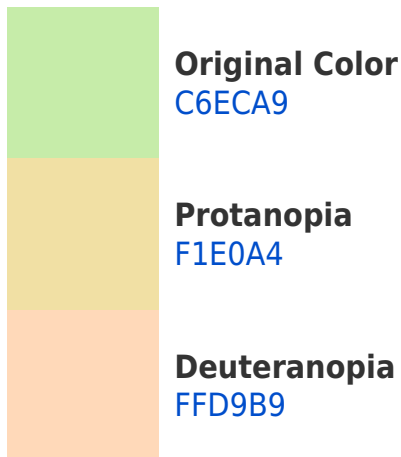 Original Color
C6ECA9
Protanopia
F1E0A4
Deuteranopia
FFD9B9